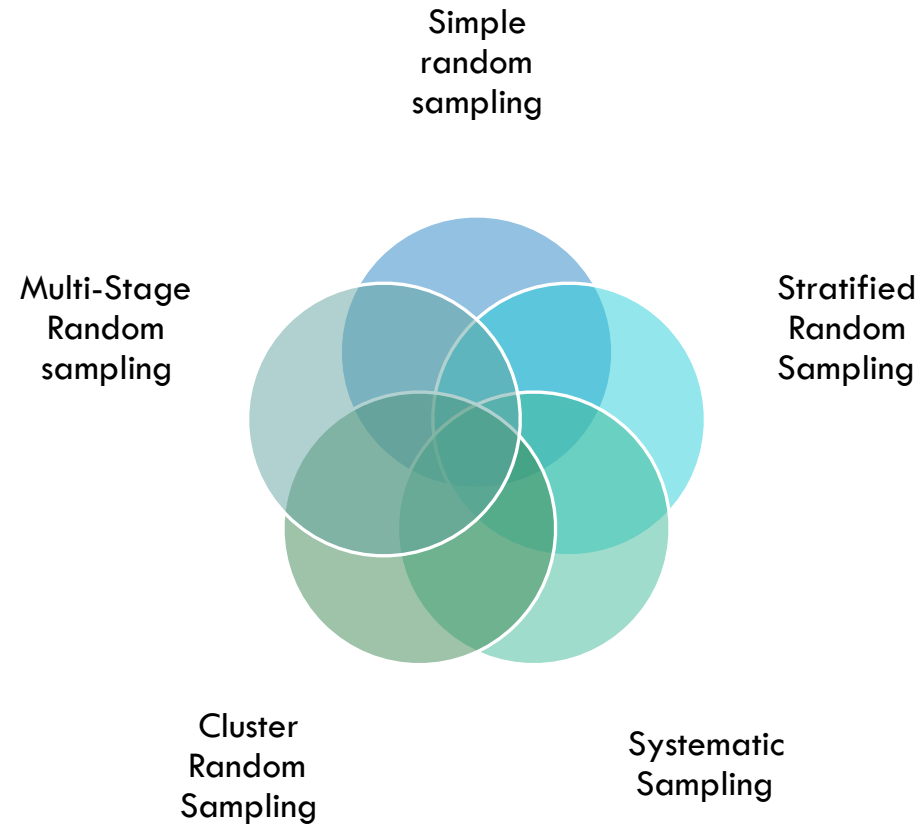 Simple
random
sampling
Multi-Stage
Random
sampling
Stratified
Random
Sampling
Cluster
Random
Sampling
Systematic
Sampling